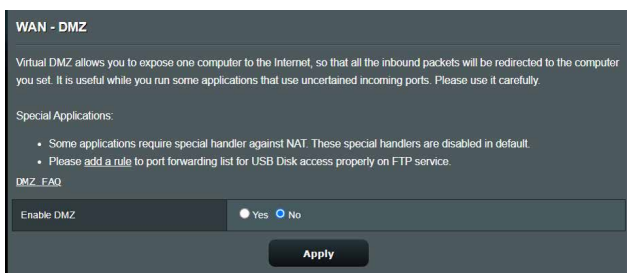 WAN - DMZ
Virtual DMZ allows you to expose one computer to the Internet, so that all the inbound packets will be redirected to the computer
you set. It is useful while you run some applications that use uncertained incoming ports. Please use it carefully.
Special Applications:
• Some applications require special handler against NAT. These special handlers are disabled in default.
• Please add a rule to port forwarding list for USB Disk access properly on FTP service.
DMZ FAQ
Enable DMZ Yes No
Apply